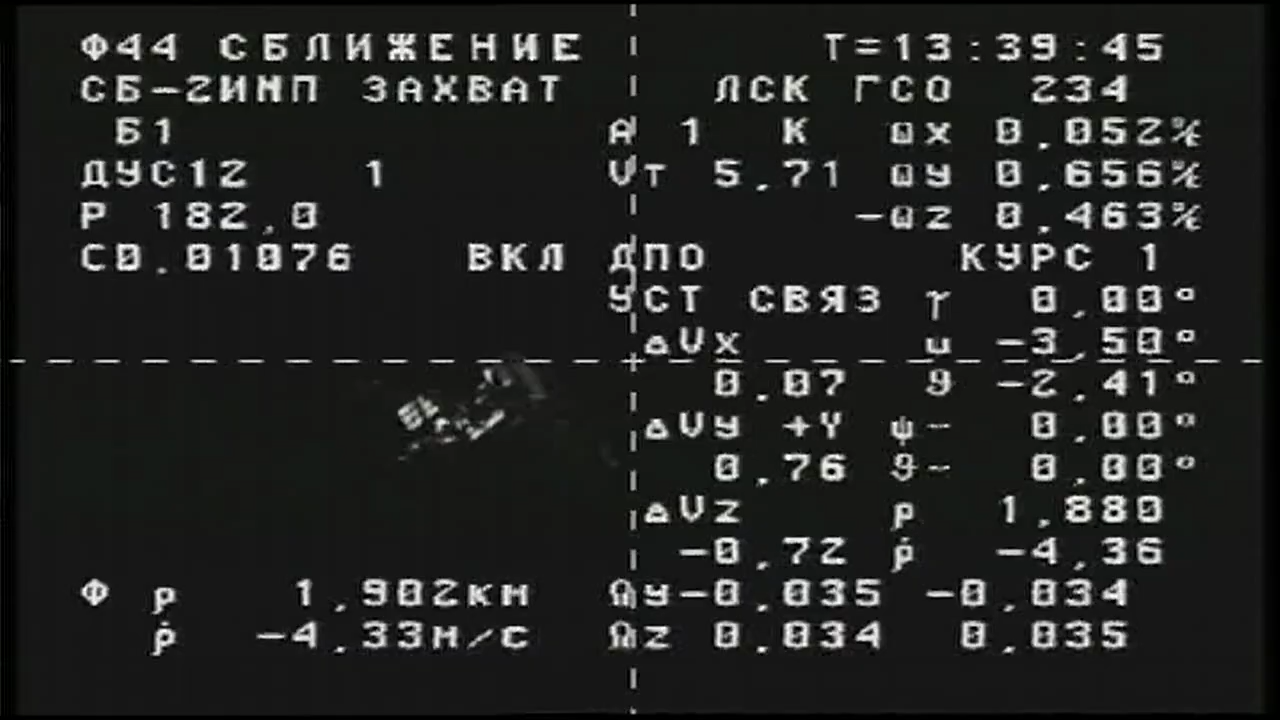 Ф44 СБЛИЖЕНИЕ T=13:39:45
СБ-2ИМП ЗАХВАТ ЛСК ГСО 234
Б1 А 1 К ωx 0.052%
ДУС12 1 Vт 5.71 ωy 0.656%
Р 182.0 -ωz 0.463%
С0.01076 ВКЛ ДПО КУРС 1
УСТ СВЯЗ γ 0.00°
ΔVx и -3.50°
0.07 ϑ -2.41°
ΔVy +Y ψ- 0.00°
0.76 ϑ- 0.00°
ΔVz ρ 1.880
-0.72 ρ̇ -4.36
Ф ρ 1.902км Ωy-0.035 -0.034
ρ̇ -4.33м/с Ωz 0.034 0.035